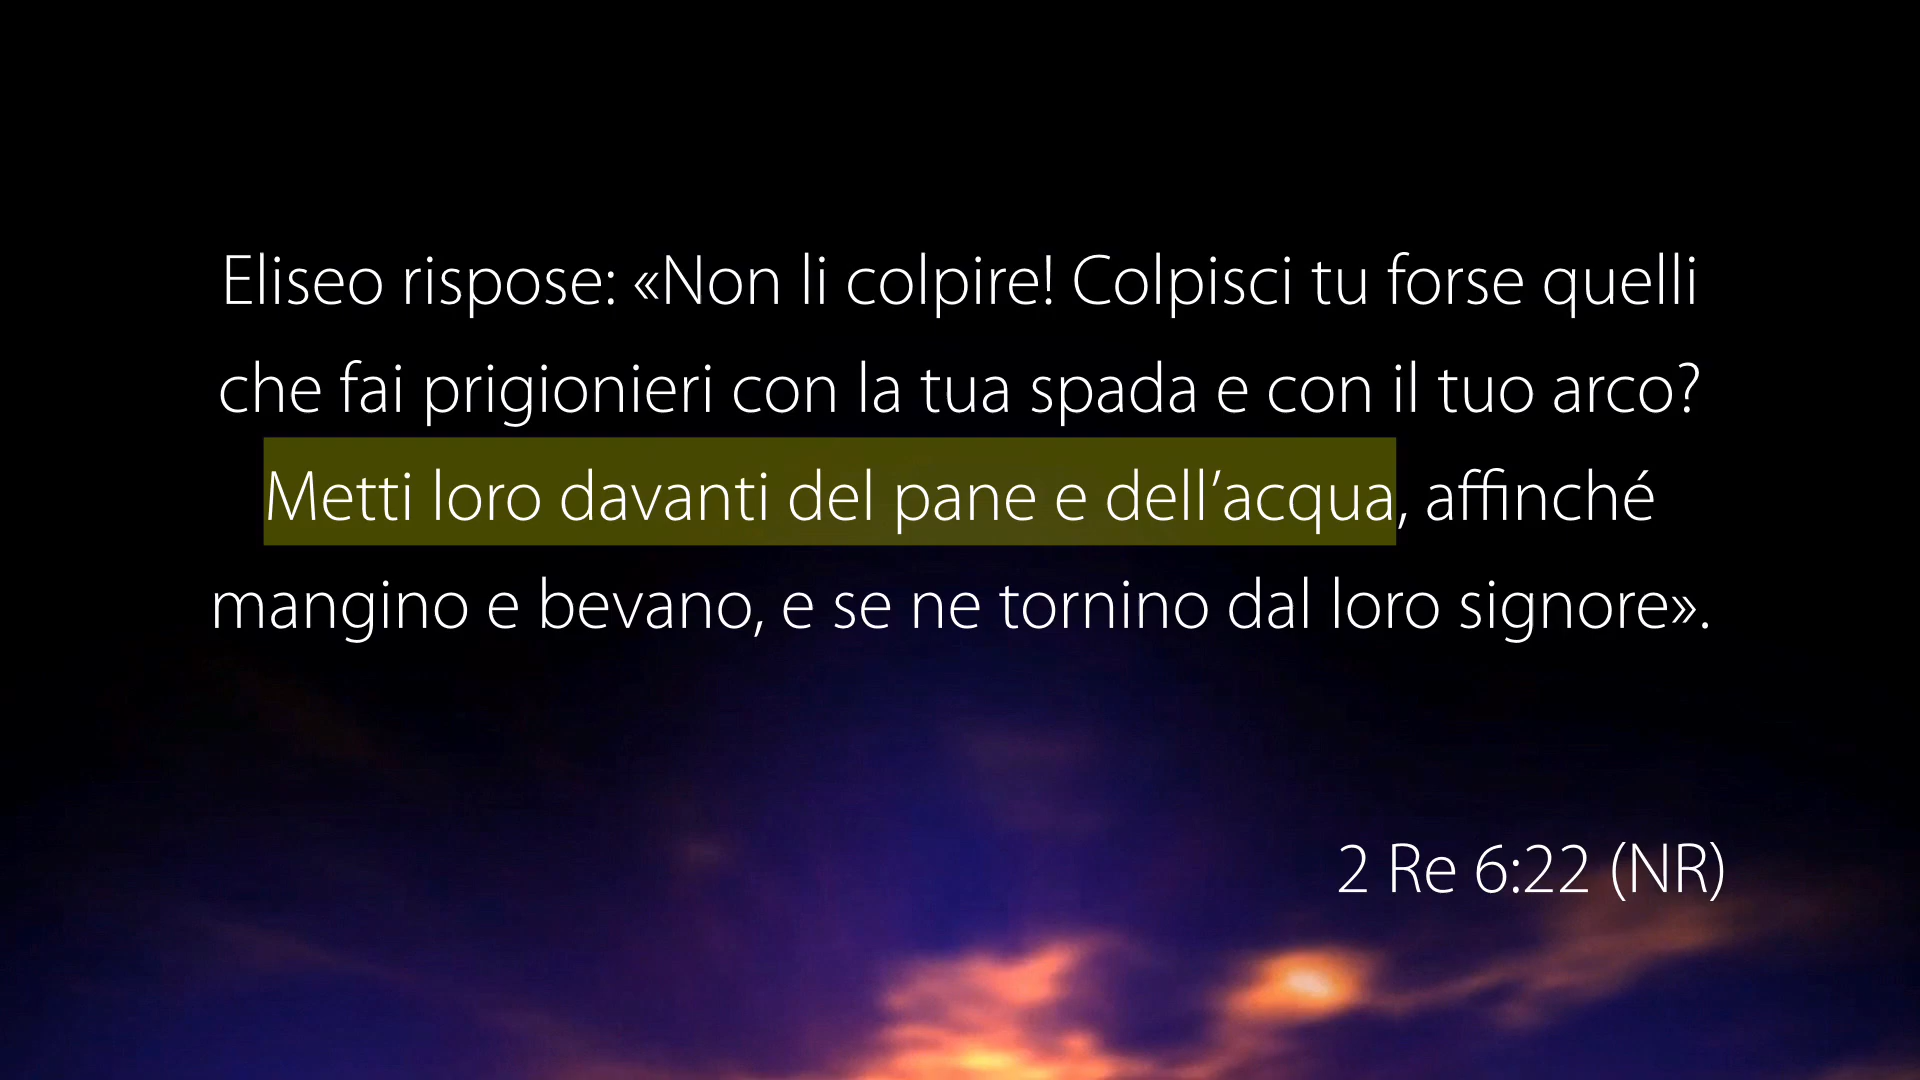 Eliseo rispose: «Non li colpire! Colpisci tu forse quelli
che fai prigionieri con la tua spada e con il tuo arco?
Metti loro davanti del pane e dell’acqua, affinché
mangino e bevano, e se ne tornino dal loro signore».
2 Re 6:22 (NR)